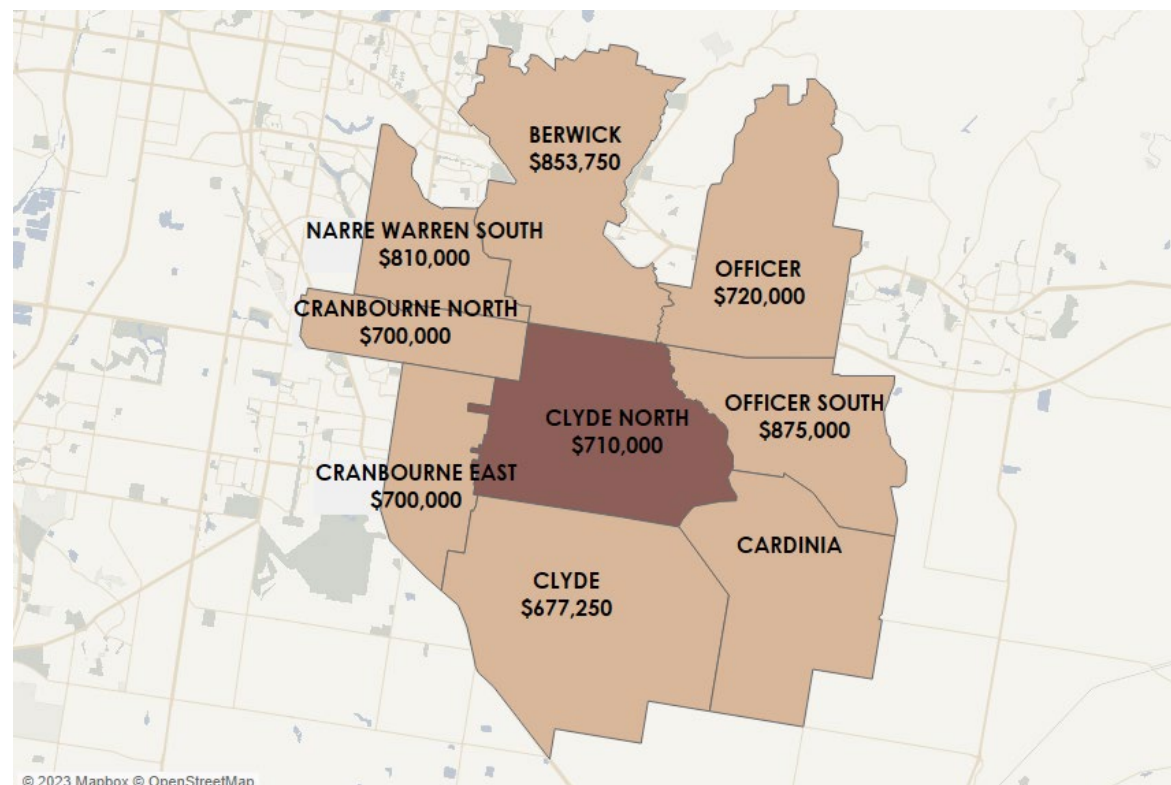 BERWICK
$853,750
NARRE WARREN SOUTH
$810,000
OFFICER
$720,000
CRANBOURNE NORTH
$700,000
OFFICER SOUTH
$875,000
CLYDE NORTH
$710,000
CRANBOURNE EAST
$700,000
CARDINIA
CLYDE
$677,250
© 2023 Mapbox © OpenStreetMap